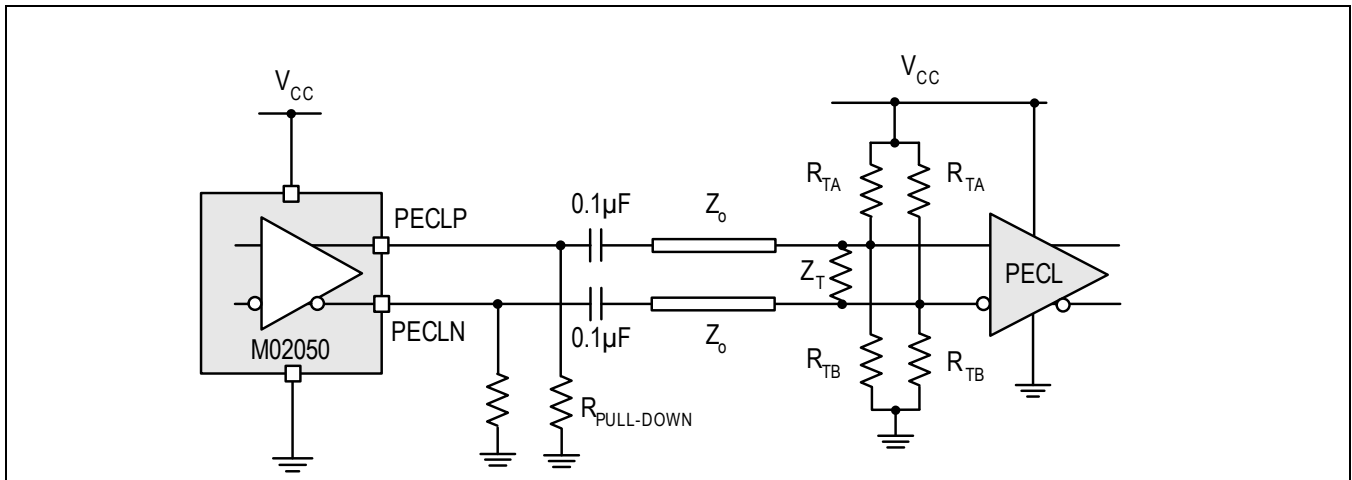 V_CC
V_CC
R_TA
R_TA
PECLP
0.1µF
Z_o
Z_T
PECL
PECLN
0.1µF
Z_o
M02050
R_TB
R_TB
R_PULL-DOWN